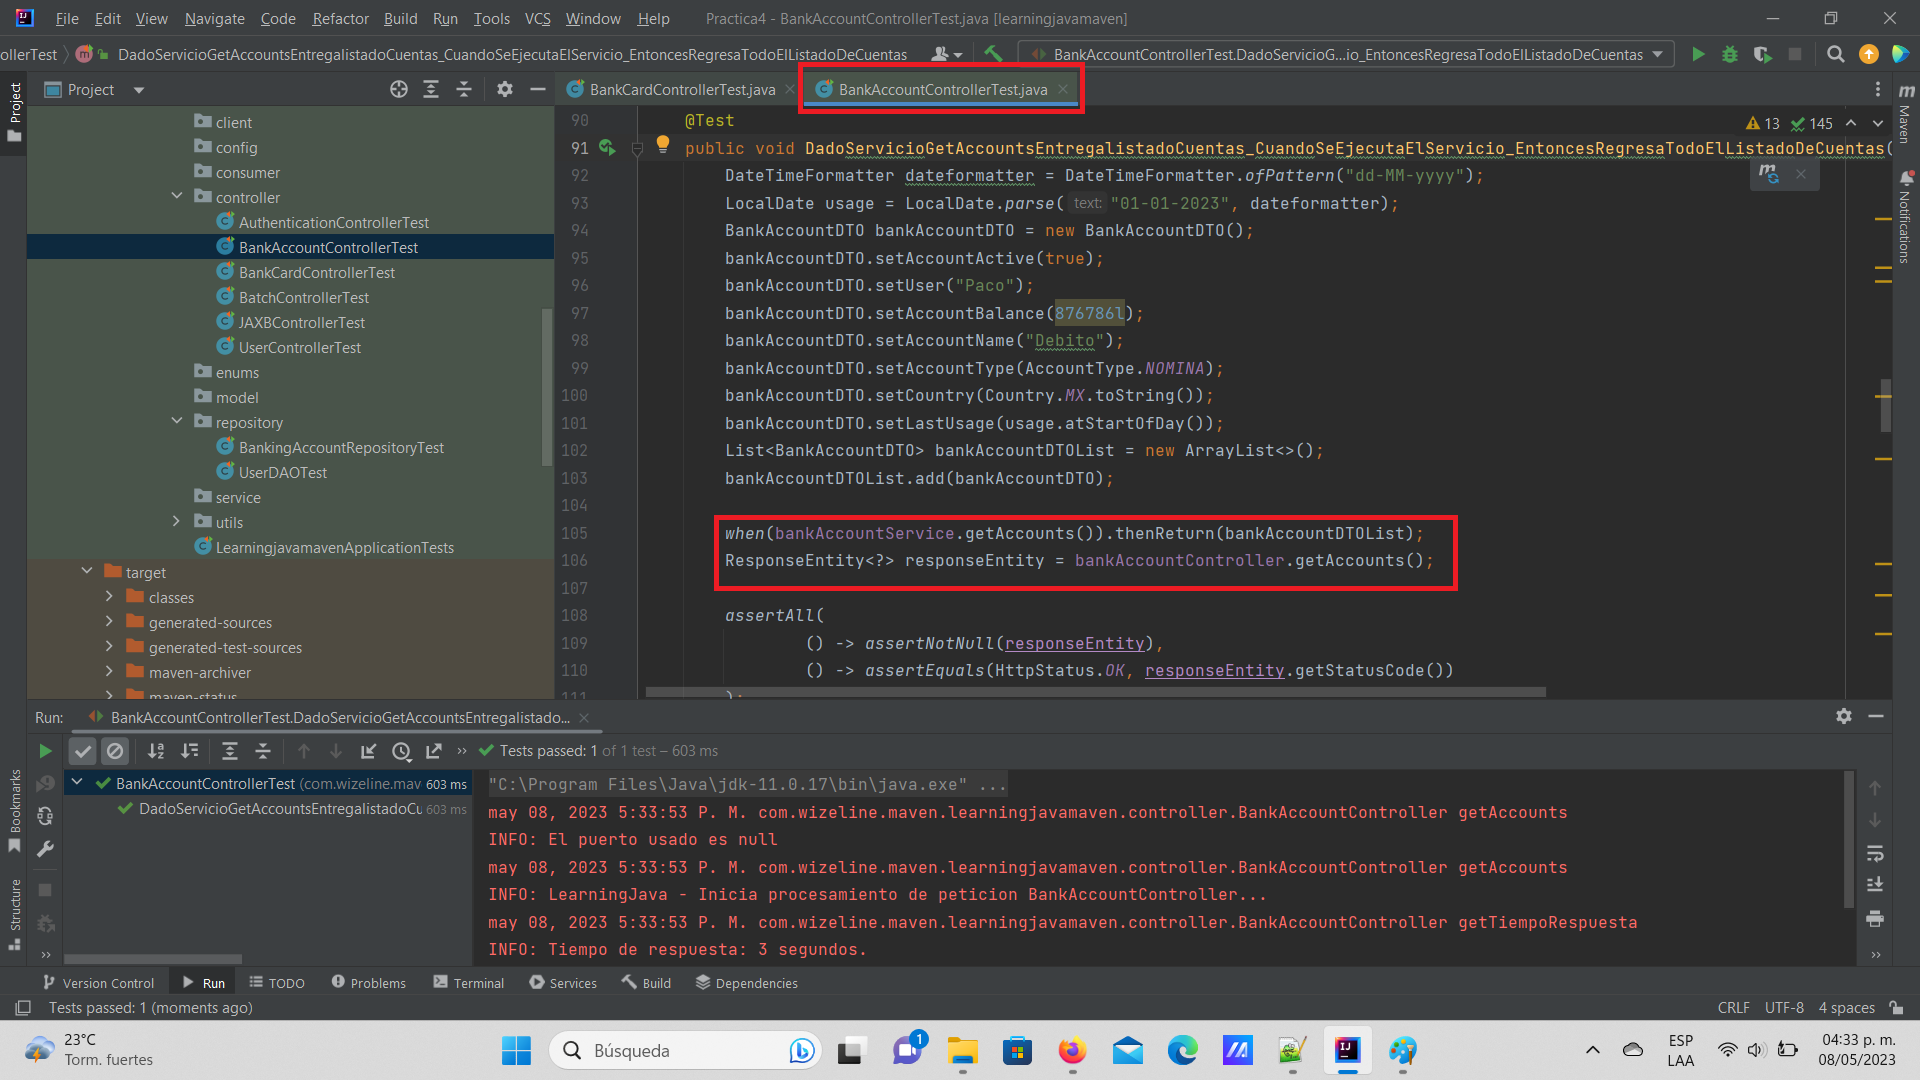 File Edit View Navigate Code Refactor Build Run Tools VCS Window Help Practica4 - BankAccountControllerTest.java [learningjavamaven]
ollerTest DadoServicioGetAccountsEntregalistadoCuentas_CuandoSeEjecutaElServicio_EntoncesRegresaTodoElListadoDeCuentas BankAccountControllerTest.DadoServicioG...io_EntoncesRegresaTodoElListadoDeCuentas
Project
Project
BankCardControllerTest.java
BankAccountControllerTest.java
Maven
Notifications
client
config
consumer
controller
AuthenticationControllerTest
BankAccountControllerTest
BankCardControllerTest
BatchControllerTest
JAXBControllerTest
UserControllerTest
enums
model
repository
BankingAccountRepositoryTest
UserDAOTest
service
utils
LearningjavamavenApplicationTests
target
classes
generated-sources
generated-test-sources
maven-archiver
maven-status
13 145
90 @Test
91 public void DadoServicioGetAccountsEntregalistadoCuentas_CuandoSeEjecutaElServicio_EntoncesRegresaTodoElListadoDeCuentas(
92 DateTimeFormatter dateformatter = DateTimeFormatter.ofPattern("dd-MM-yyyy");
93 LocalDate usage = LocalDate.parse( text: "01-01-2023", dateformatter);
94 BankAccountDTO bankAccountDTO = new BankAccountDTO();
95 bankAccountDTO.setAccountActive(true);
96 bankAccountDTO.setUser("Paco");
97 bankAccountDTO.setAccountBalance(876786l);
98 bankAccountDTO.setAccountName("Debito");
99 bankAccountDTO.setAccountType(AccountType.NOMINA);
100 bankAccountDTO.setCountry(Country.MX.toString());
101 bankAccountDTO.setLastUsage(usage.atStartOfDay());
102 List<BankAccountDTO> bankAccountDTOList = new ArrayList<>();
103 bankAccountDTOList.add(bankAccountDTO);
104
105 when(bankAccountService.getAccounts()).thenReturn(bankAccountDTOList);
106 ResponseEntity<?> responseEntity = bankAccountController.getAccounts();
107
108 assertAll(
109 () -> assertNotNull(responseEntity),
110 () -> assertEquals(HttpStatus.OK, responseEntity.getStatusCode())
111 );
Run: BankAccountControllerTest.DadoServicioGetAccountsEntregalistado...
Tests passed: 1 of 1 test – 603 ms
BankAccountControllerTest (com.wizeline.mav 603 ms
DadoServicioGetAccountsEntregalistadoCu 603 ms
"C:\Program Files\Java\jdk-11.0.17\bin\java.exe" ...
may 08, 2023 5:33:53 P. M. com.wizeline.maven.learningjavamaven.controller.BankAccountController getAccounts
INFO: El puerto usado es null
may 08, 2023 5:33:53 P. M. com.wizeline.maven.learningjavamaven.controller.BankAccountController getAccounts
INFO: LearningJava - Inicia procesamiento de peticion BankAccountController...
may 08, 2023 5:33:53 P. M. com.wizeline.maven.learningjavamaven.controller.BankAccountController getTiempoRespuesta
INFO: Tiempo de respuesta: 3 segundos.
Bookmarks
Structure
Version Control Run TODO Problems Terminal Services Build Dependencies
Tests passed: 1 (moments ago) CRLF UTF-8 4 spaces
23°C
Torm. fuertes
Búsqueda
1
ESP
LAA
04:33 p. m.
08/05/2023